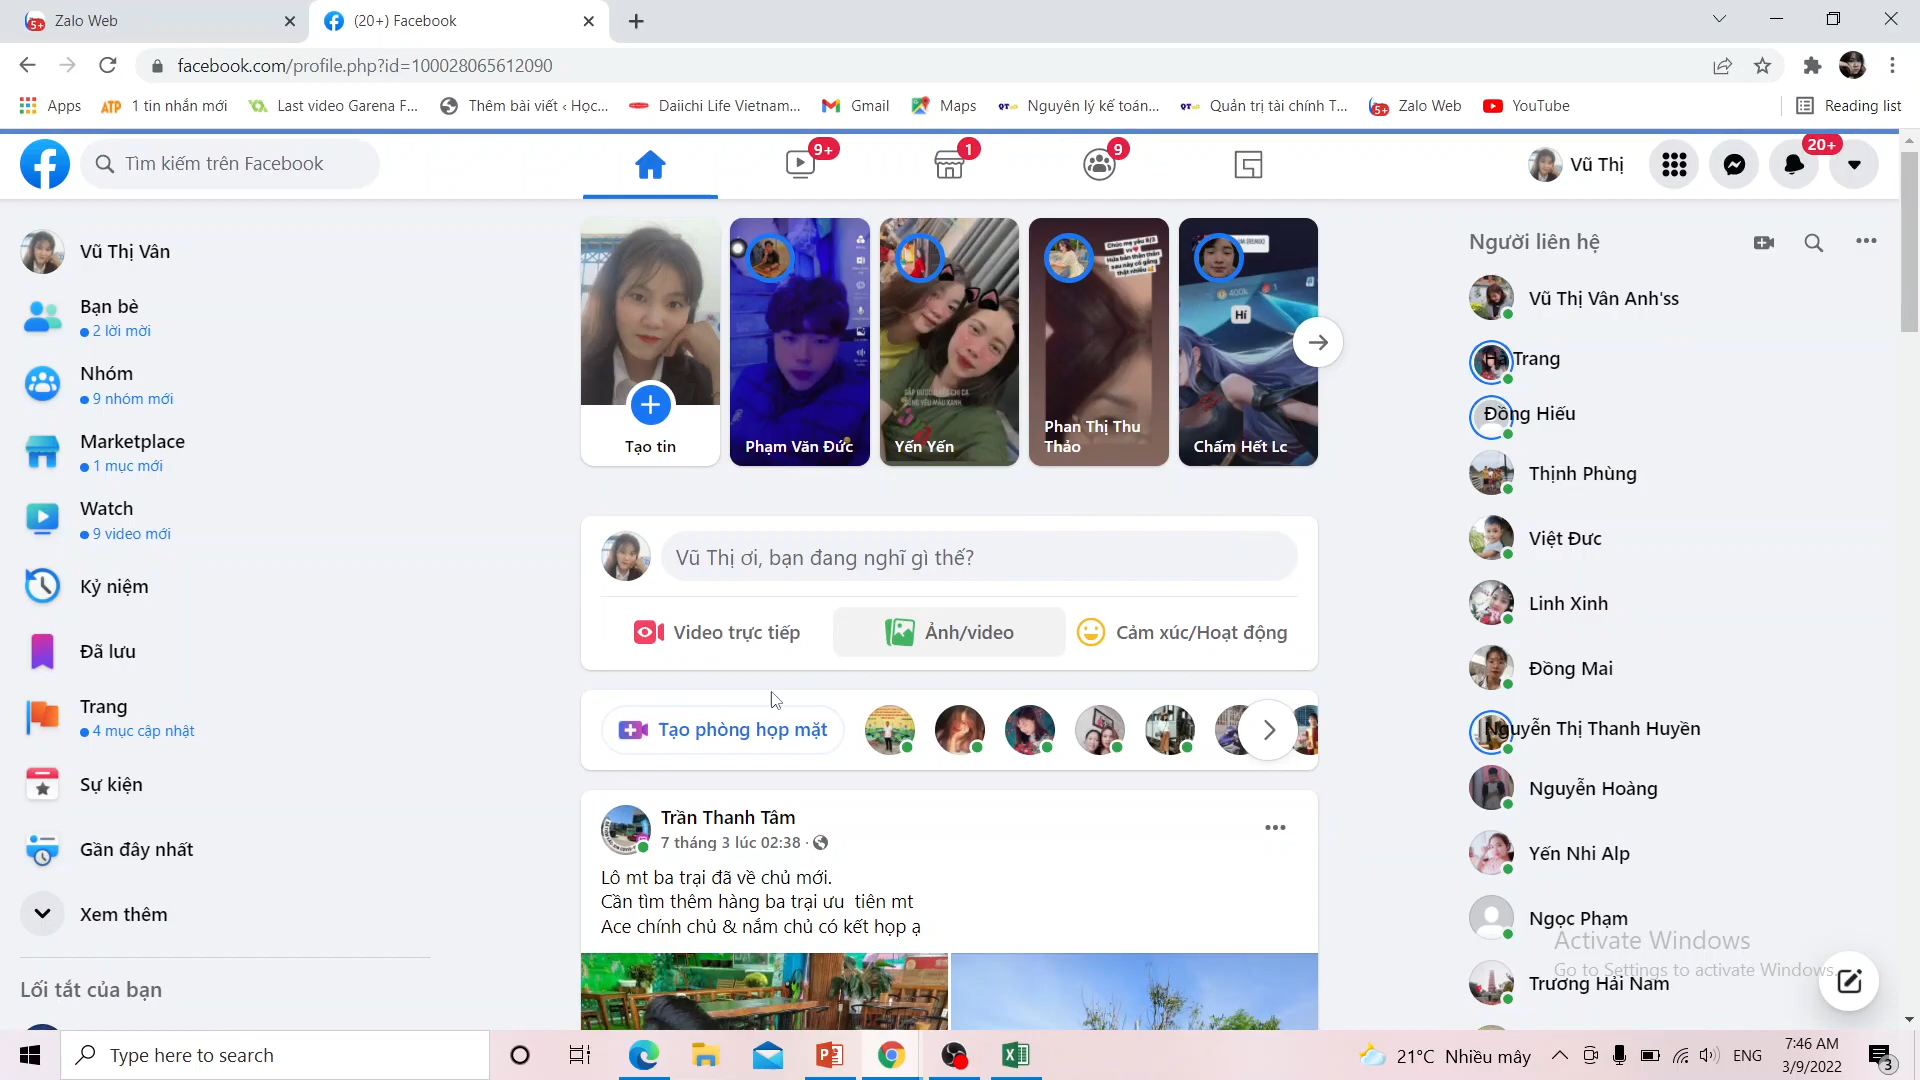 Zalo Web
(20+) Facebook
facebook.com/profile.php?id=100028065612090
Apps
1 tin nhắn mới
Last video Garena F...
Thêm bài viết ‹ Học...
Daiichi Life Vietnam...
Gmail
Maps
Nguyên lý kế toán...
Quản trị tài chính T...
Zalo Web
YouTube
Reading list
Tìm kiếm trên Facebook
9+
1
9
Vũ Thị
20+
Vũ Thị Vân
Bạn bè
2 lời mời
Nhóm
9 nhóm mới
Marketplace
1 mục mới
Watch
9 video mới
Kỷ niệm
Đã lưu
Trang
4 mục cập nhật
Sự kiện
Gần đây nhất
Xem thêm
Lối tắt của bạn
Tạo tin
Phạm Văn Đức
Yến Yến
Chúc mẹ yêu 8/3
Phan Thị Thu
Thảo
400k
Hí
Chấm Hết Lc
Vũ Thị ơi, bạn đang nghĩ gì thế?
Video trực tiếp
Ảnh/video
Cảm xúc/Hoạt động
Tạo phòng họp mặt
Trần Thanh Tâm
7 tháng 3 lúc 02:38 ·
Lô mt ba trại đã về chủ mới.
Cần tìm thêm hàng ba trại ưu tiên mt
Ace chính chủ & nắm chủ có kết hợp ạ
Người liên hệ
Vũ Thị Vân Anh'ss
Hà Trang
Đồng Hiếu
Thịnh Phùng
Việt Đưc
Linh Xinh
Đồng Mai
Nguyễn Thị Thanh Huyền
Nguyễn Hoàng
Yến Nhi Alp
Ngọc Phạm
Trương Hải Nam
Activate Windows
Go to Settings to activate Windows.
Type here to search
21°C Nhiều mây
ENG
7:46 AM
3/9/2022
3